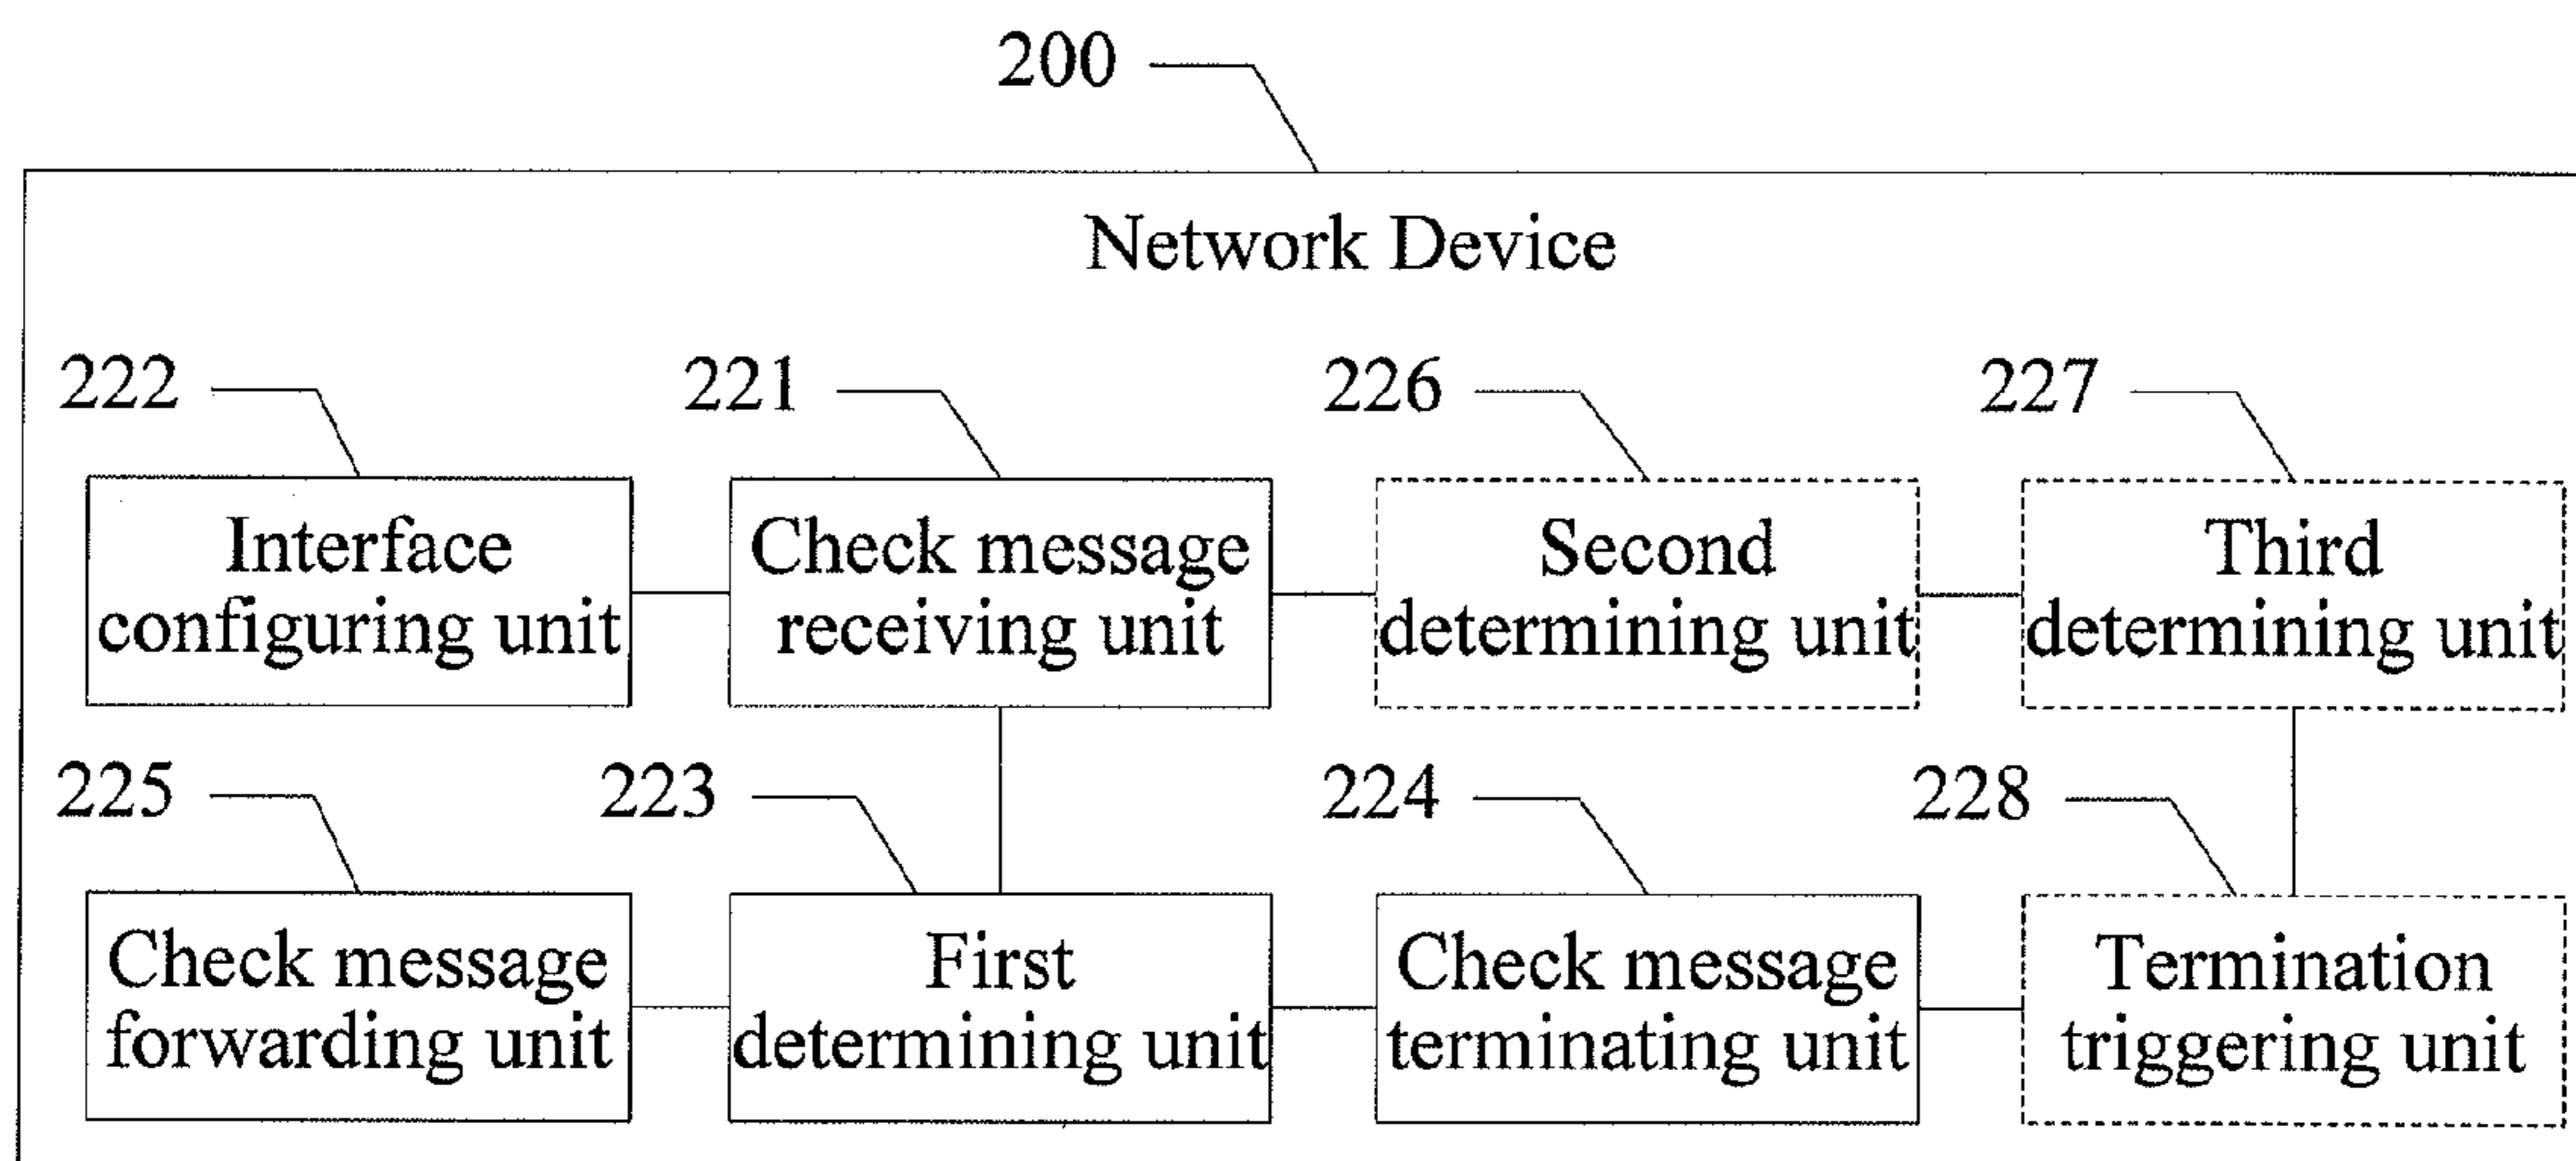 200
Network Device
222
221
226
227
Interface
configuring unit
Check message
receiving unit
Second
determining unit
Third
determining unit
225
223
224
228
Check message
forwarding unit
First
determining unit
Check message
terminating unit
Termination
triggering unit